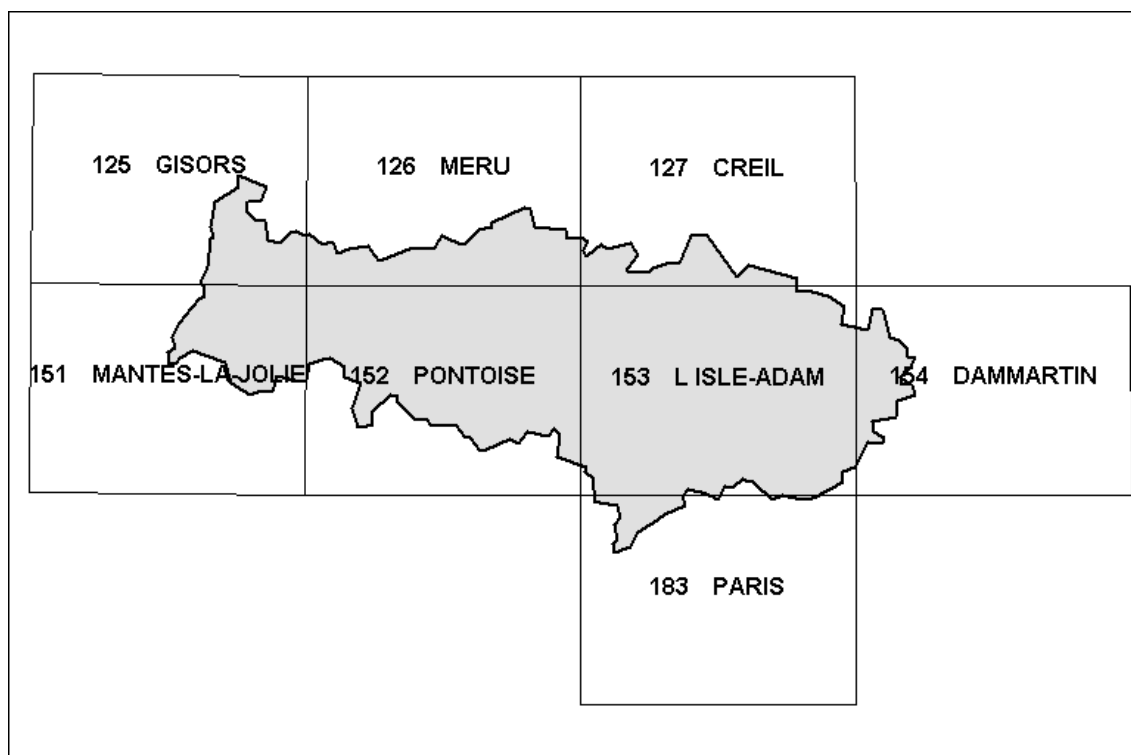 125 GISORS
126 MERU
127 CREIL
151 MANTES-LA-JOLIE
152 PONTOISE
153 L ISLE-ADAM
154 DAMMARTIN
183 PARIS